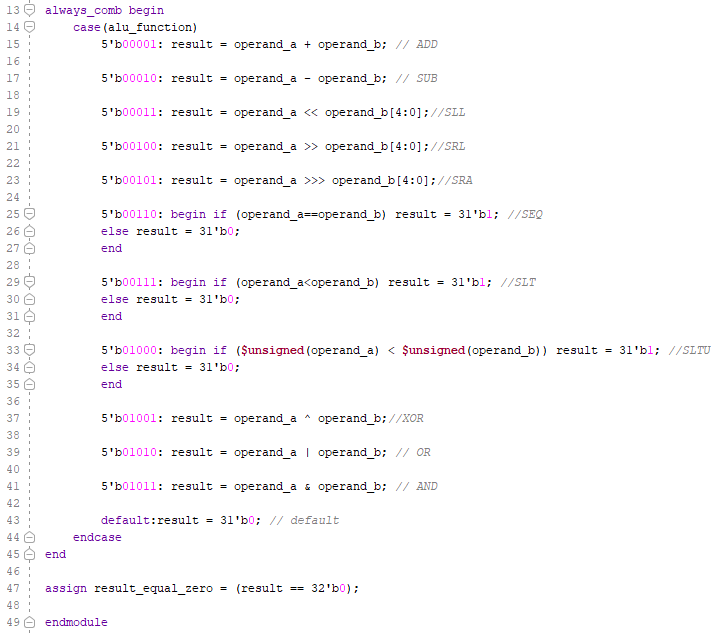 13 always_comb begin
14 case(alu_function)
15 5'b00001: result = operand_a + operand_b; // ADD
16
17 5'b00010: result = operand_a - operand_b; // SUB
18
19 5'b00011: result = operand_a << operand_b[4:0];//SLL
20
21 5'b00100: result = operand_a >> operand_b[4:0];//SRL
22
23 5'b00101: result = operand_a >>> operand_b[4:0];//SRA
24
25 5'b00110: begin if (operand_a==operand_b) result = 31'b1; //SEQ
26 else result = 31'b0;
27 end
28
29 5'b00111: begin if (operand_a<operand_b) result = 31'b1; //SLT
30 else result = 31'b0;
31 end
32
33 5'b01000: begin if ($unsigned(operand_a) < $unsigned(operand_b)) result = 31'b1; //SLTU
34 else result = 31'b0;
35 end
36
37 5'b01001: result = operand_a ^ operand_b;//XOR
38
39 5'b01010: result = operand_a | operand_b; // OR
40
41 5'b01011: result = operand_a & operand_b; // AND
42
43 default:result = 31'b0; // default
44 endcase
45 end
46
47 assign result_equal_zero = (result == 32'b0);
48
49 endmodule